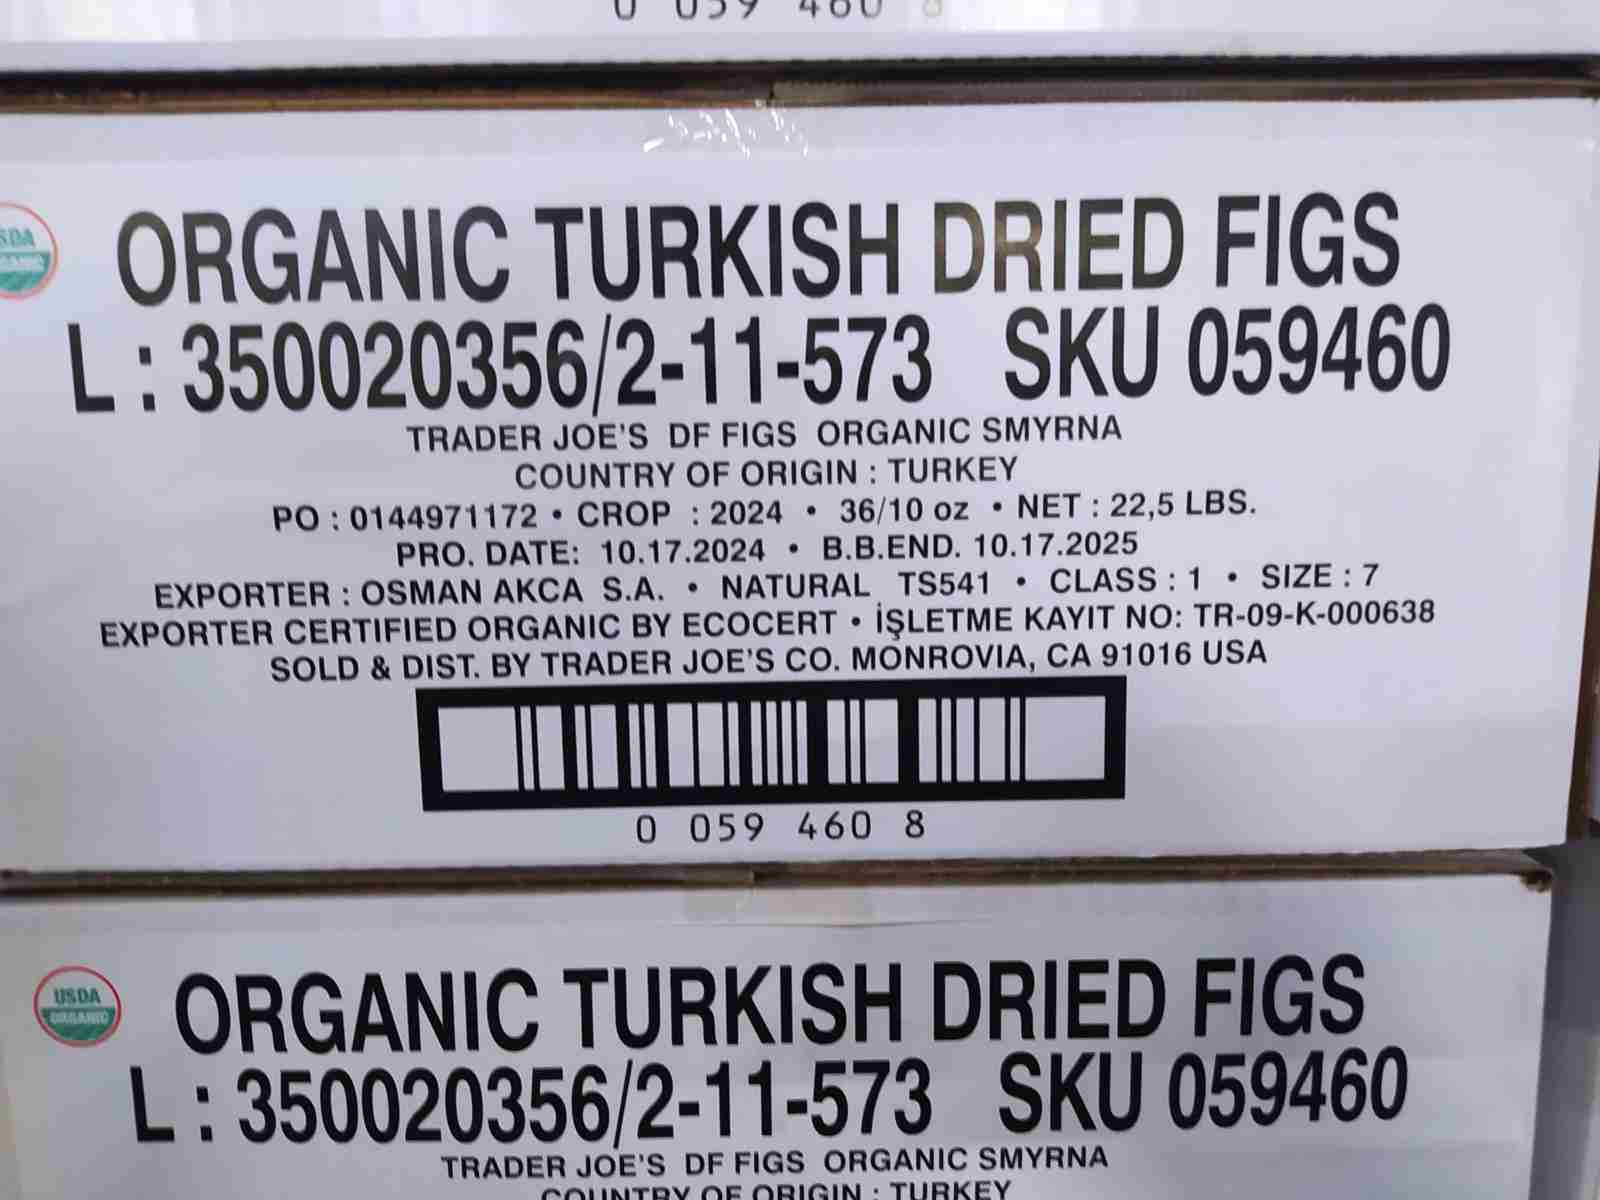 0 059 460 8
USDA
ORGANIC
ORGANIC TURKISH DRIED FIGS
L : 350020356/2-11-573 SKU 059460
TRADER JOE'S DF FIGS ORGANIC SMYRNA
COUNTRY OF ORIGIN : TURKEY
PO : 0144971172 • CROP : 2024 • 36/10 oz • NET : 22,5 LBS.
PRO. DATE: 10.17.2024 • B.B.END. 10.17.2025
EXPORTER : OSMAN AKCA S.A. • NATURAL TS541 • CLASS : 1 • SIZE : 7
EXPORTER CERTIFIED ORGANIC BY ECOCERT • İŞLETME KAYIT NO: TR-09-K-000638
SOLD & DIST. BY TRADER JOE'S CO. MONROVIA, CA 91016 USA
0 059 460 8
USDA
ORGANIC
ORGANIC TURKISH DRIED FIGS
L : 350020356/2-11-573 SKU 059460
TRADER JOE'S DF FIGS ORGANIC SMYRNA
COUNTRY OF ORIGIN : TURKEY